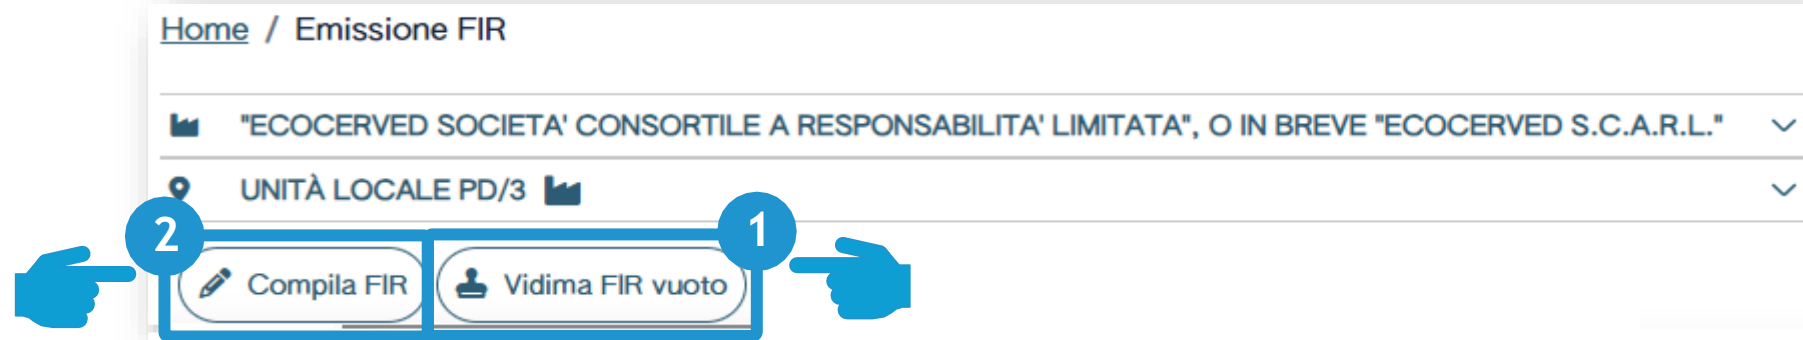 Home / Emissione FIR
"ECOCERVED SOCIETA' CONSORTILE A RESPONSABILITA' LIMITATA", O IN BREVE "ECOCERVED S.C.A.R.L."
UNITÀ LOCALE PD/3
2 1
Compila FIR Vidima FIR vuoto